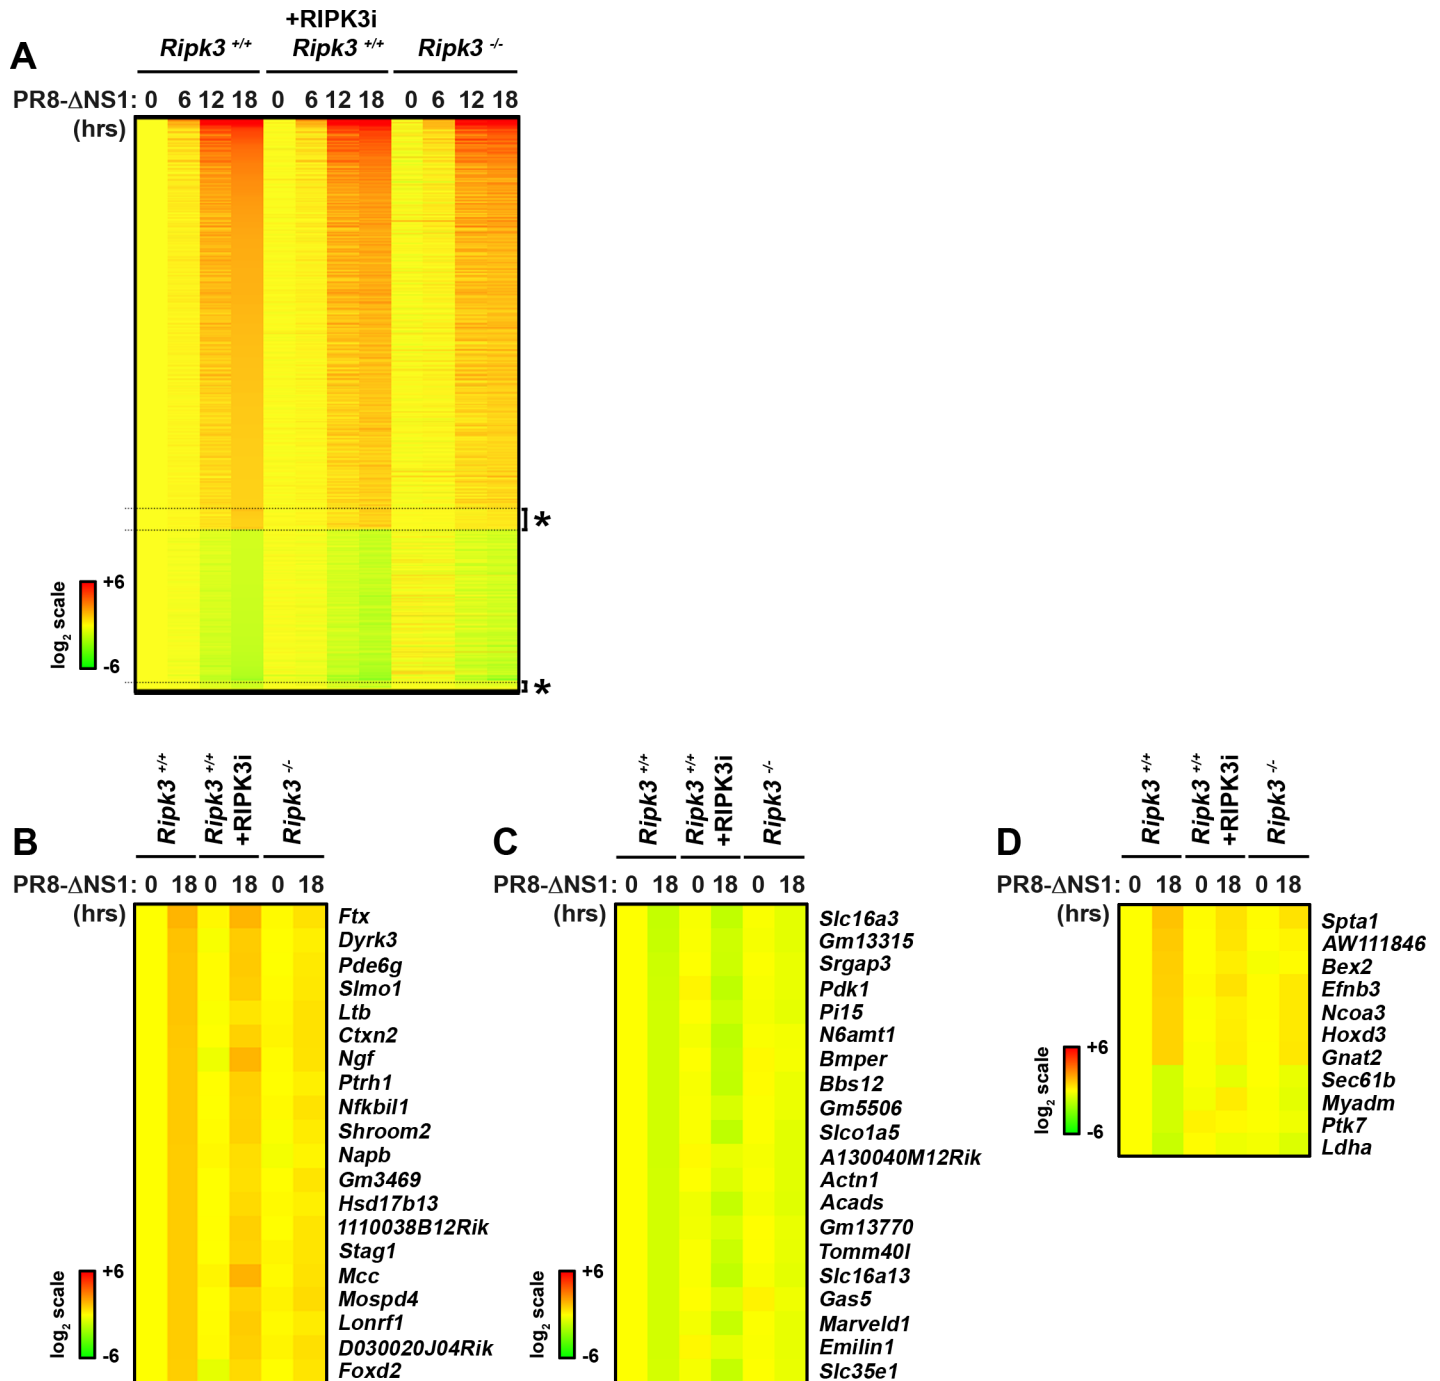 A
+RIPK3i
Ripk3 +/+ Ripk3 +/+ Ripk3 -/-
PR8-ΔNS1: 0 6 12 18 0 6 12 18 0 6 12 18
(hrs)
*
*
log2 scale
+6
-6
B
Ripk3 +/+
Ripk3 +/+
+RIPK3i
Ripk3 -/-
PR8-ΔNS1: 0 18 0 18 0 18
(hrs)
Ftx
Dyrk3
Pde6g
Slmo1
Ltb
Ctxn2
Ngf
Ptrh1
Nfkbil1
Shroom2
Napb
Gm3469
Hsd17b13
1110038B12Rik
Stag1
Mcc
Mospd4
Lonrf1
D030020J04Rik
Foxd2
log2 scale
+6
-6
C
Ripk3 +/+
Ripk3 +/+
+RIPK3i
Ripk3 -/-
PR8-ΔNS1: 0 18 0 18 0 18
(hrs)
Slc16a3
Gm13315
Srgap3
Pdk1
Pi15
N6amt1
Bmper
Bbs12
Gm5506
Slco1a5
A130040M12Rik
Actn1
Acads
Gm13770
Tomm40l
Slc16a13
Gas5
Marveld1
Emilin1
Slc35e1
log2 scale
+6
-6
D
Ripk3 +/+
Ripk3 +/+
+RIPK3i
Ripk3 -/-
PR8-ΔNS1: 0 18 0 18 0 18
(hrs)
Spta1
AW111846
Bex2
Efnb3
Ncoa3
Hoxd3
Gnat2
Sec61b
Myadm
Ptk7
Ldha
log2 scale
+6
-6